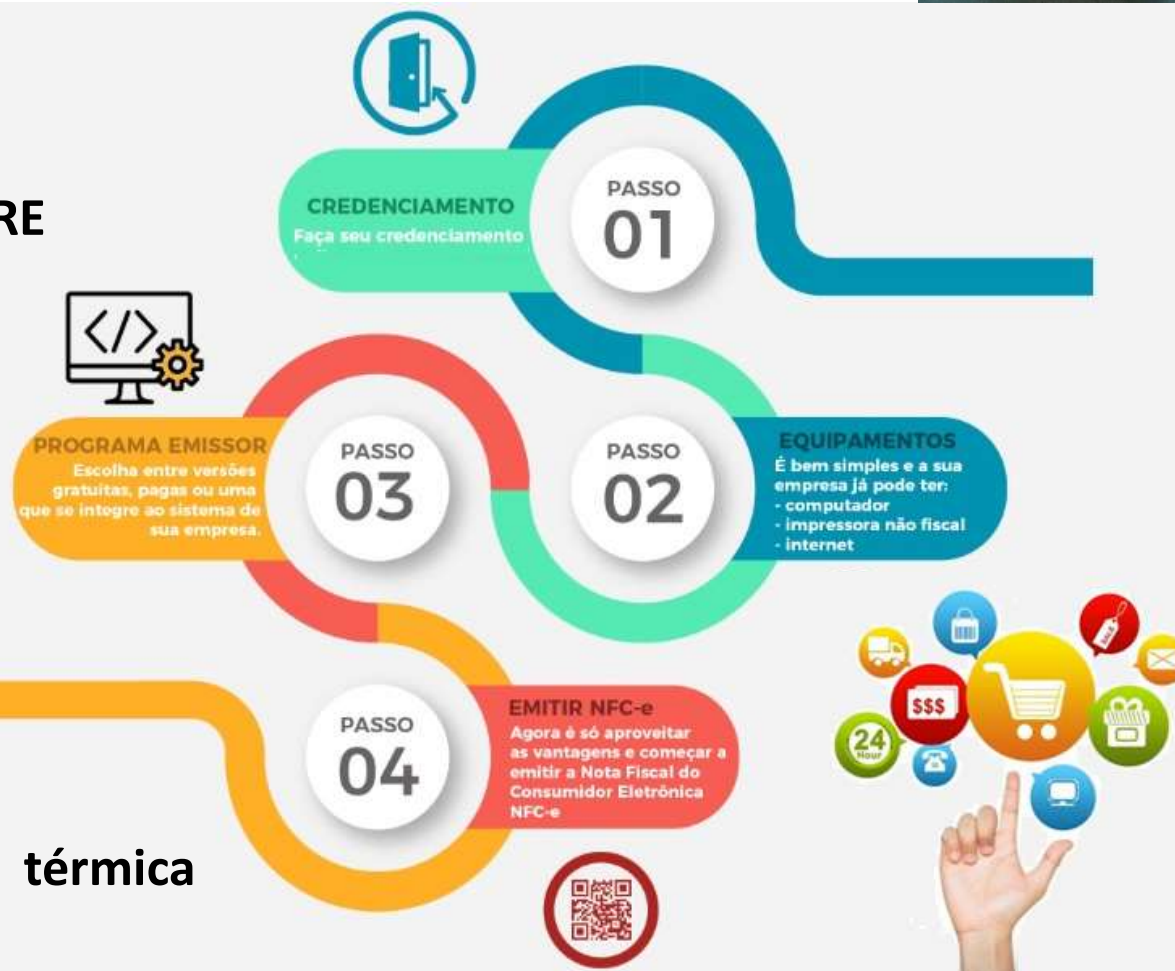 RE
CREDENCIAMENTO
Faça seu credenciamento
PASSO
01
EQUIPAMENTOS
É bem simples e a sua
empresa já pode ter:
- computador
- impressora não fiscal
- internet
PASSO
02
PROGRAMA EMISSOR
Escolha entre versões
gratuitas, pagas ou uma
que se integre ao sistema de
sua empresa.
PASSO
03
EMITIR NFC-e
Agora é só aproveitar
as vantagens e começar a
emitir a Nota Fiscal do
Consumidor Eletrônica
NFC-e
PASSO
04
térmica
$$$
24
Hour
SALE